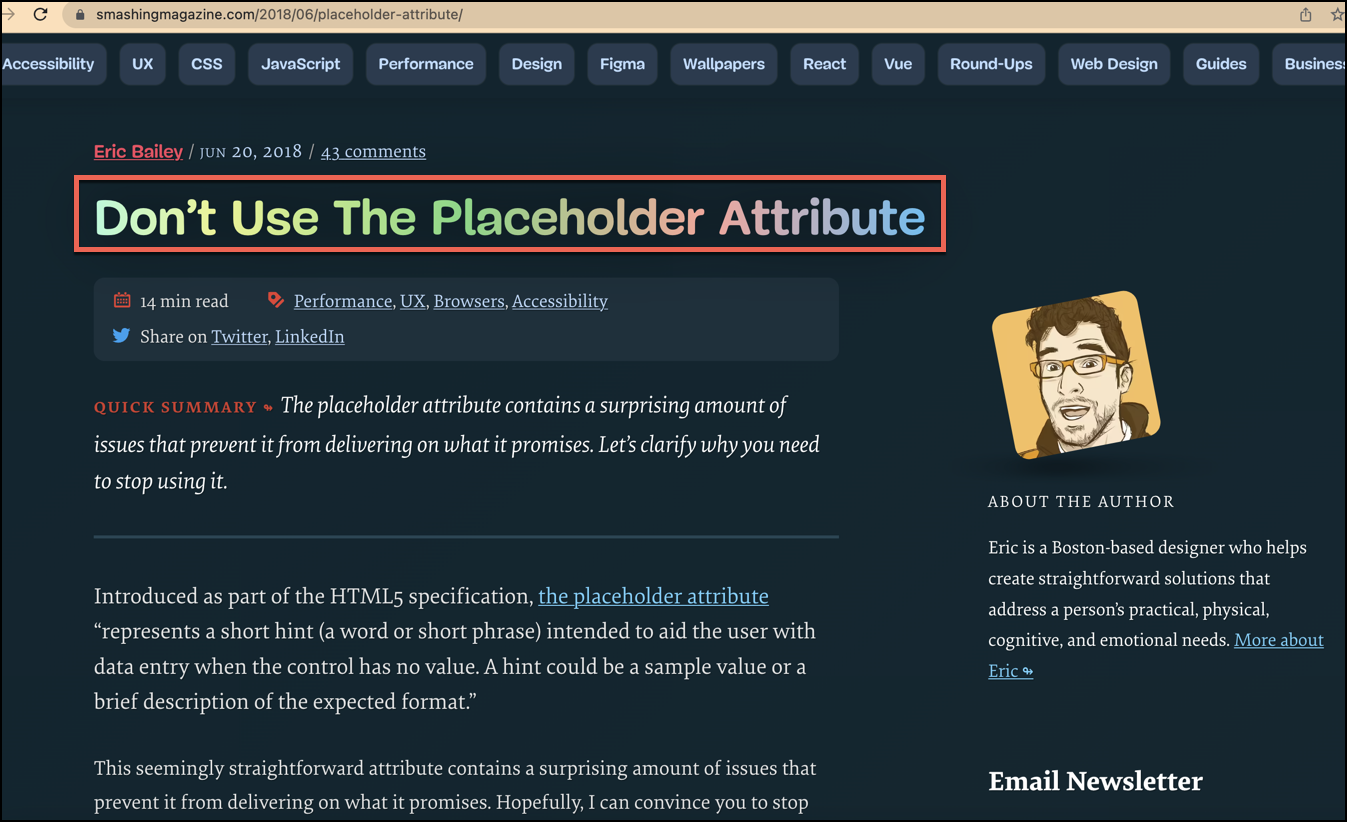 smashingmagazine.com/2018/06/placeholder-attribute/
Accessibility UX CSS JavaScript Performance Design Figma Wallpapers React Vue Round-Ups Web Design Guides Business
Eric Bailey / JUN 20, 2018 / 43 comments
Don’t Use The Placeholder Attribute
14 min read Performance, UX, Browsers, Accessibility
Share on Twitter, LinkedIn
QUICK SUMMARY ↬ The placeholder attribute contains a surprising amount of
issues that prevent it from delivering on what it promises. Let’s clarify why you need
to stop using it.
Introduced as part of the HTML5 specification, the placeholder attribute
“represents a short hint (a word or short phrase) intended to aid the user with
data entry when the control has no value. A hint could be a sample value or a
brief description of the expected format.”
This seemingly straightforward attribute contains a surprising amount of issues that
prevent it from delivering on what it promises. Hopefully, I can convince you to stop
ABOUT THE AUTHOR
Eric is a Boston-based designer who helps
create straightforward solutions that
address a person’s practical, physical,
cognitive, and emotional needs. More about
Eric ↬
Email Newsletter